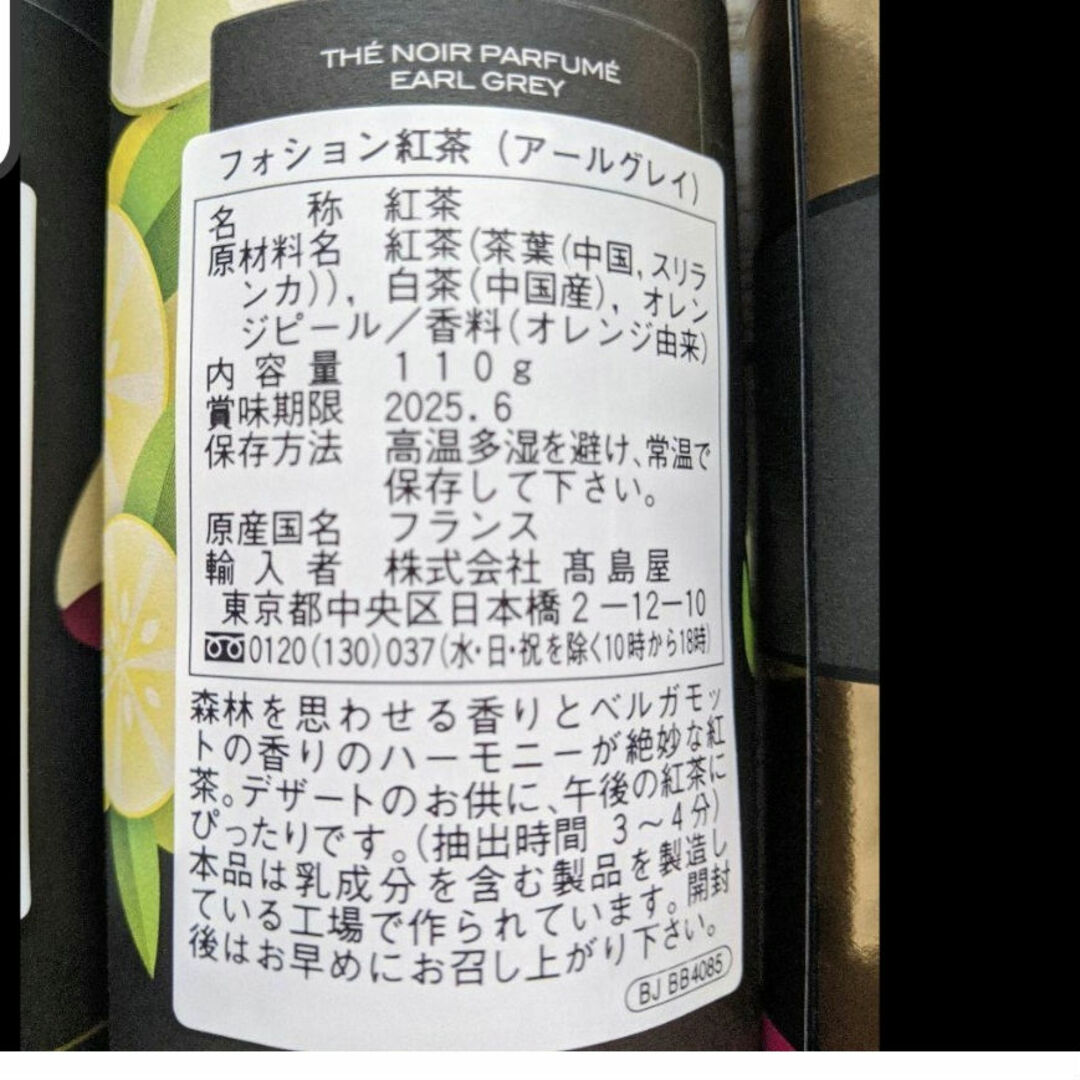 THÉ NOIR PARFUMÉ
EARL GREY
フォション紅茶（アールグレイ）
名称 紅茶
原材料名 紅茶（茶葉（中国、スリラ
ンカ））、白茶（中国産）、オレン
ジピール／香料（オレンジ由来）
内容量 110g
賞味期限 2025.6
保存方法 高温多湿を避け、常温で
保存して下さい。
原産国名 フランス
輸入者 株式会社 髙島屋
東京都中央区日本橋2－12－10
0120(130)037(水・日・祝を除く10時から18時)
森林を思わせる香りとベルガモッ
トの香りのハーモニーが絶妙な紅
茶。デザートのお供に、午後の紅茶に
ぴったりです。（抽出時間 3～4分）
本品は乳成分を含む製品を製造し
ている工場で作られています。開封
後はお早めにお召し上がり下さい。
BJ BB4085